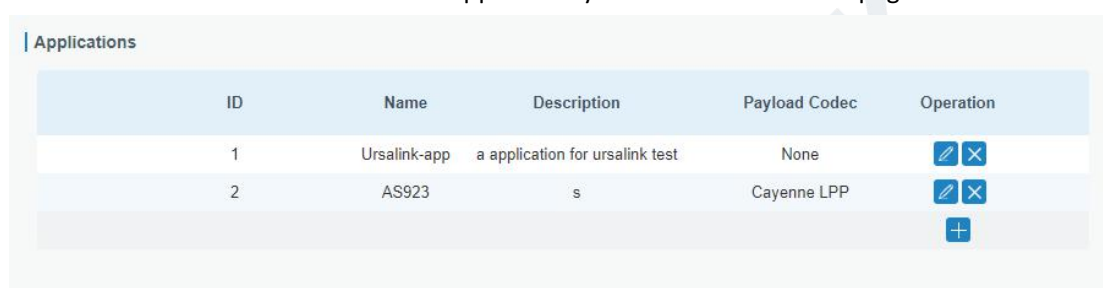 Applications
ID Name Description Payload Codec Operation
1 Ursalink-app a application for ursalink test None
2 AS923 s Cayenne LPP